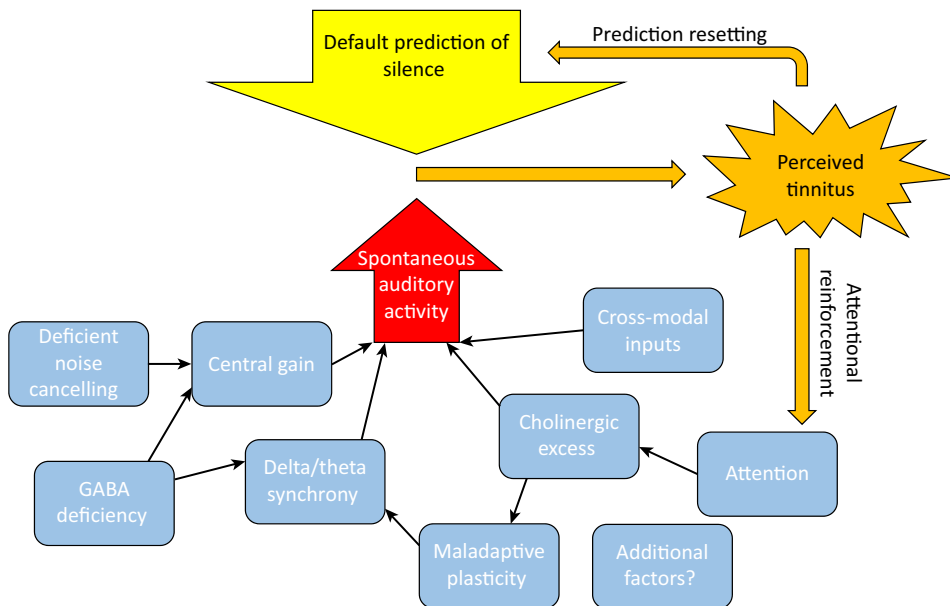 Default prediction of
silence
Prediction resetting
Perceived
tinnitus
Spontaneous
auditory
activity
Attentional
reinforcement
Deficient
noise
cancelling
Central gain
Cross-modal
inputs
GABA
deficiency
Delta/theta
synchrony
Cholinergic
excess
Attention
Maladaptive
plasticity
Additional
factors?